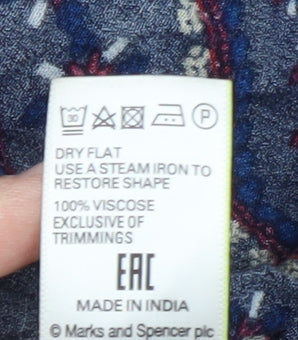 30
P
DRY FLAT
USE A STEAM IRON TO
RESTORE SHAPE
100% VISCOSE
EXCLUSIVE OF
TRIMMINGS
EAC
MADE IN INDIA
© Marks and Spencer plc